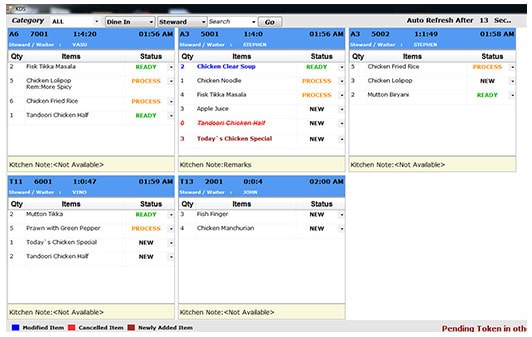 KDS
Category ALL Dine In Steward Search Go Auto Refresh After 13 Sec..
A6 7001 1:4:20 01:56 AM
Steward / Waiter : VASU
Qty Items Status
2 Fisk Tikka Masala READY
5 Chicken Lolipop PROCESS
Rem:More Spicy
6 Chicken Fried Rice PROCESS
1 Tandoori Chicken Half READY
Kitchen Note:<Not Available>
A3 5001 1:4:0 01:56 AM
Steward / Waiter : STEPHEN
Qty Items Status
2 Chicken Clear Soup READY
1 Chicken Noodle PROCESS
4 Fisk Tikka Masala PROCESS
3 Apple Juice NEW
0 Tandoori Chicken Half
3 Today`s Chicken Special NEW
Kitchen Note:Remarks
A3 5002 1:1:49 01:58 AM
Steward / Waiter : STEPHEN
Qty Items Status
5 Chicken Fried Rice PROCESS
3 Chicken Lolipop NEW
2 Mutton Biryani READY
Kitchen Note:<Not Available>
T11 6001 1:0:47 01:59 AM
Steward / Waiter : VINO
Qty Items Status
2 Mutton Tikka READY
5 Prawn with Green Pepper PROCESS
1 Today`s Chicken Special NEW
2 Tandoori Chicken Half NEW
Kitchen Note:<Not Available>
T13 2001 0:0:4 02:00 AM
Steward / Waiter : JOHN
Qty Items Status
3 Fish Finger NEW
4 Chicken Manchurian NEW
Kitchen Note:<Not Available>
Modified Item Cancelled Item Newly Added Item Pending Token in oth